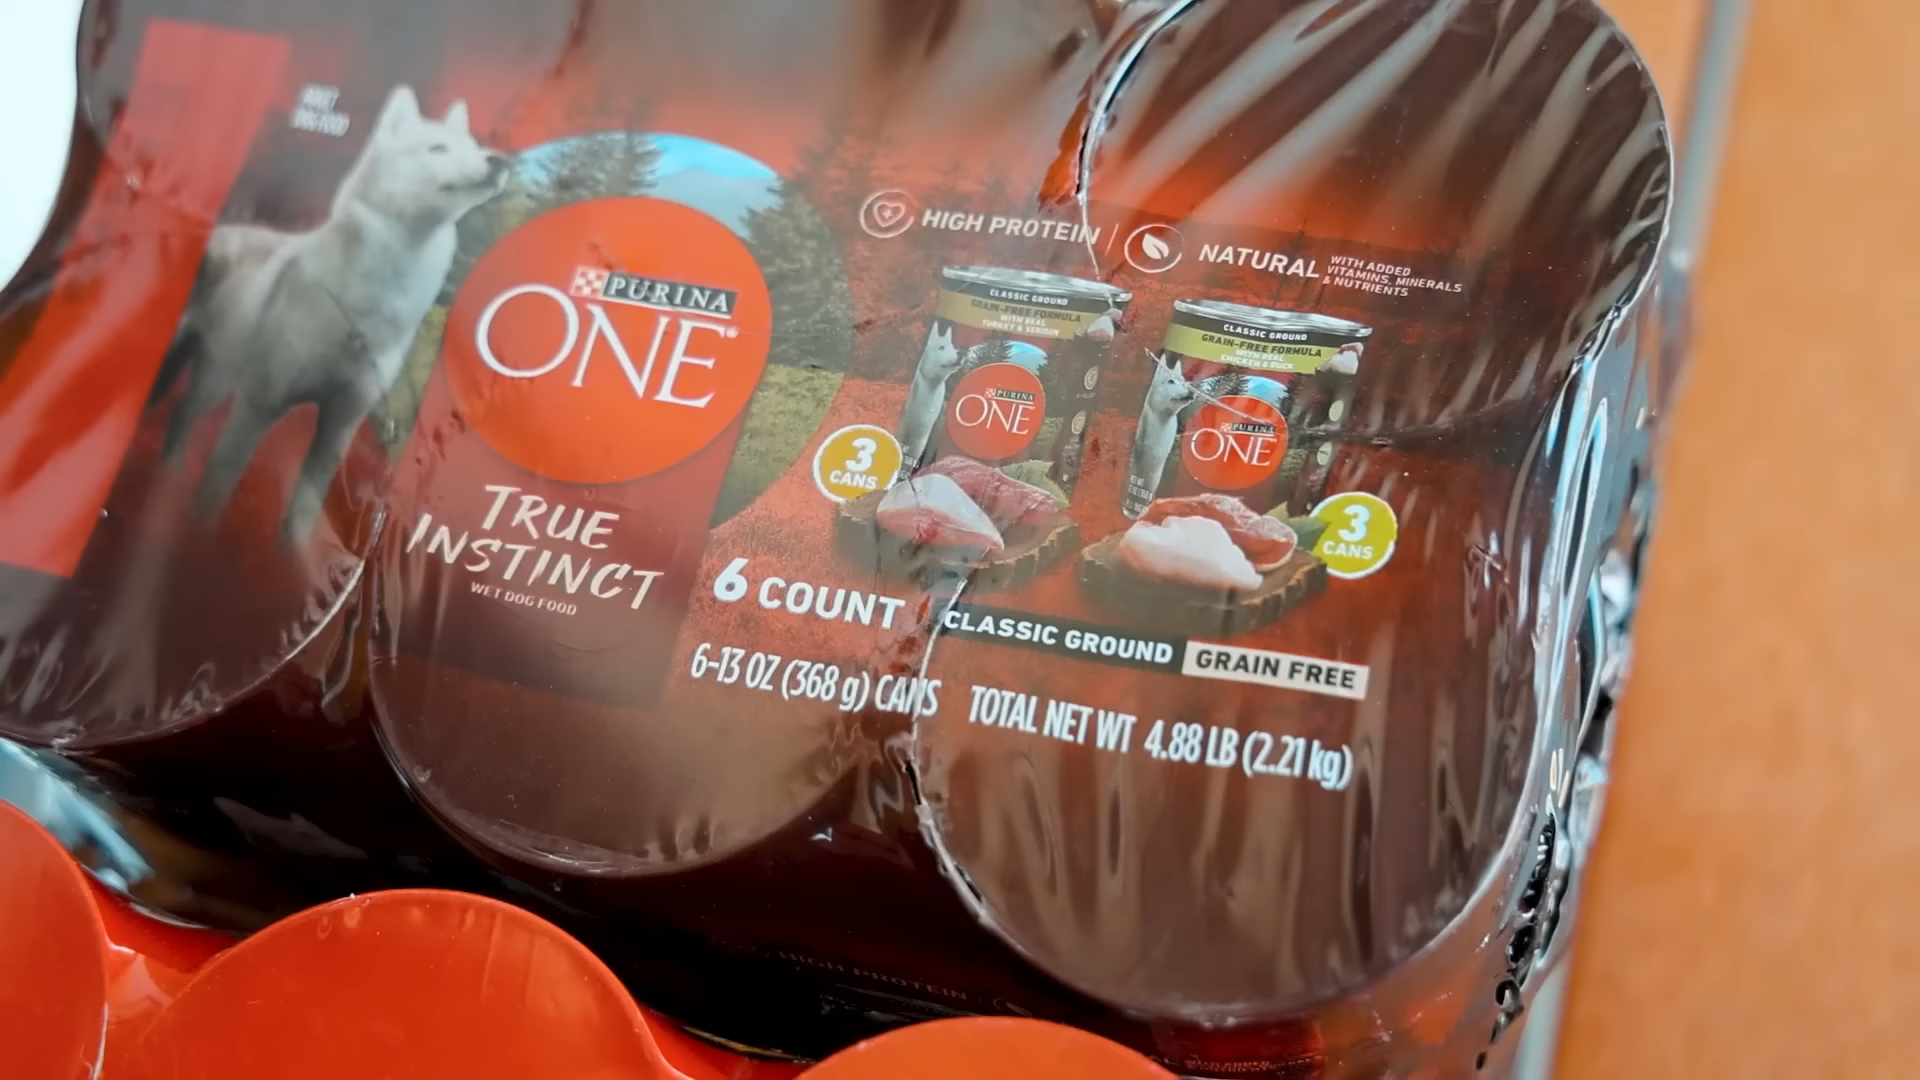 ADULT
DOG FOOD
PURINA
ONE®
TRUE
INSTINCT
WET DOG FOOD
HIGH PROTEIN
NATURAL
WITH ADDED
VITAMINS, MINERALS
& NUTRIENTS
CLASSIC GROUND
GRAIN-FREE FORMULA
WITH REAL
TURKEY & VENISON
PURINA
ONE
3
CANS
CLASSIC GROUND
GRAIN-FREE FORMULA
WITH REAL
CHICKEN & DUCK
PURINA
ONE
3
CANS
6 COUNT
CLASSIC GROUND GRAIN FREE
6-13 OZ (368 g) CANS TOTAL NET WT 4.88 LB (2.21 kg)
HIGH PROTEIN